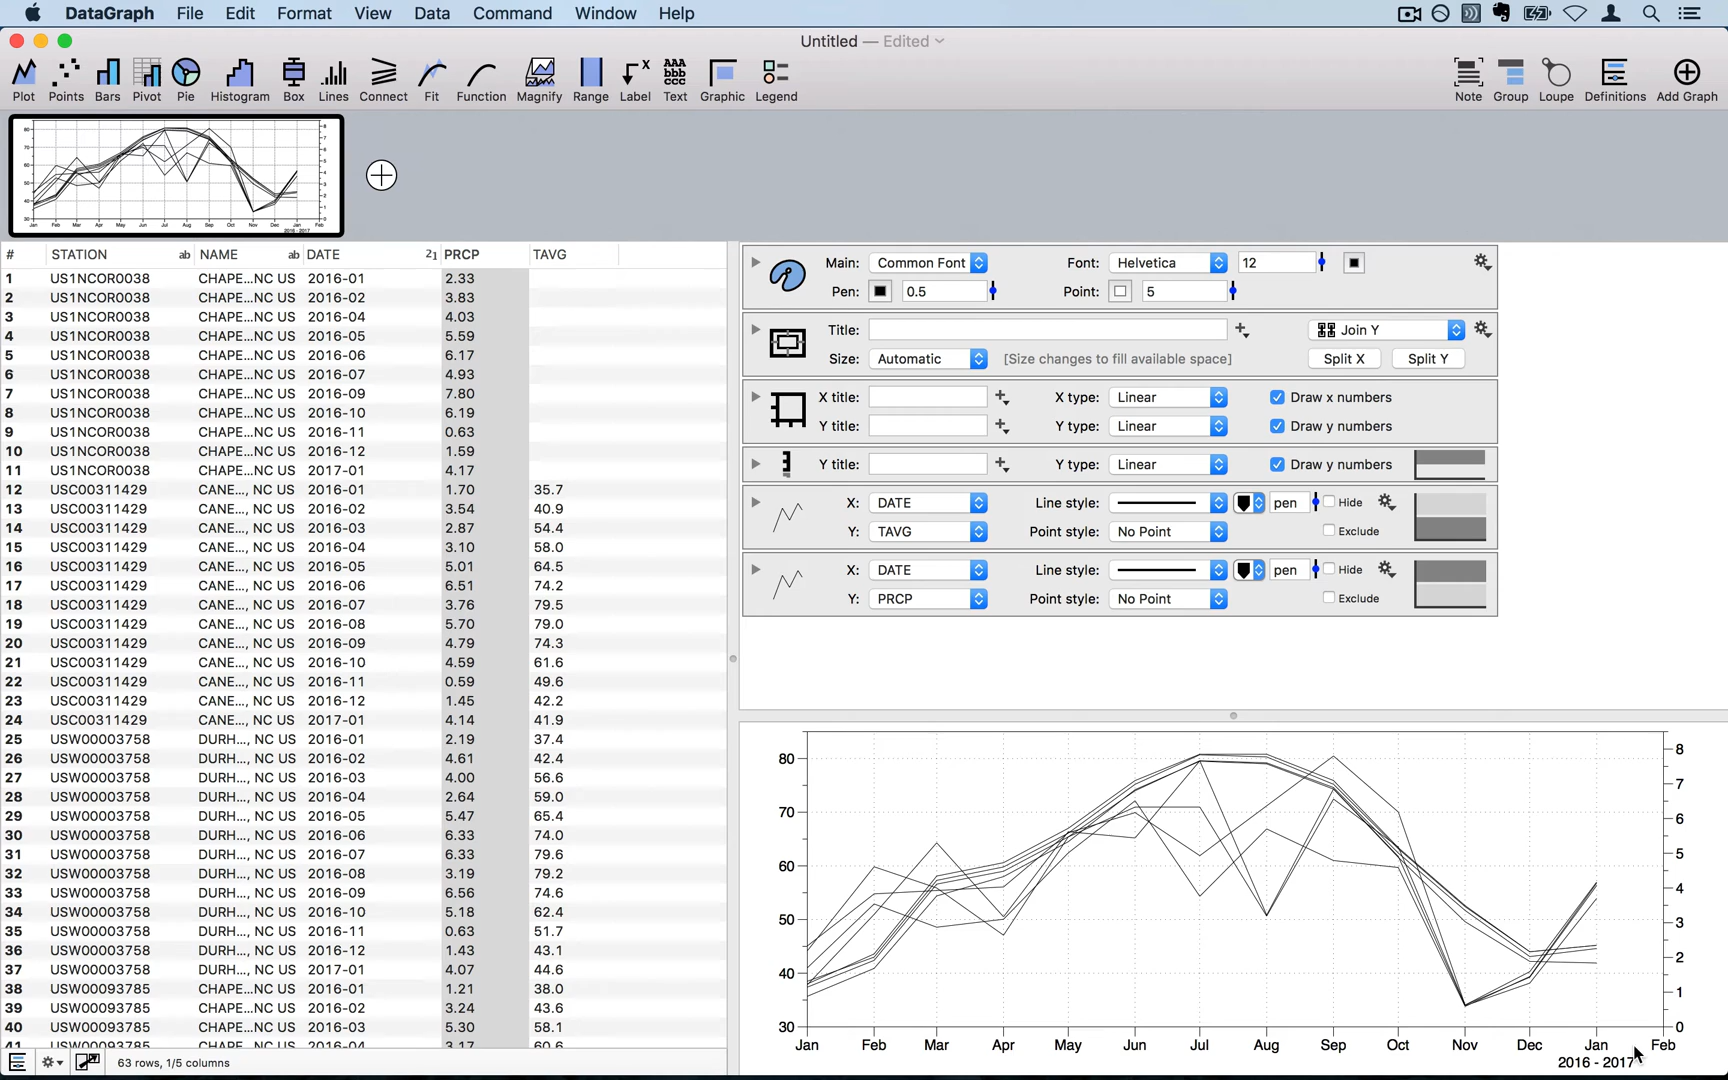 DataGraph File Edit Format View Data Command Window Help
Untitled — Edited
Plot Points Bars Pivot Pie Histogram Box Lines Connect Fit Function Magnify Range Label Text Graphic Legend Note Group Loupe Definitions Add Graph
# STATION ab NAME ab DATE 21 PRCP TAVG
1 US1NCOR0038 CHAPE...NC US 2016-01 2.33
2 US1NCOR0038 CHAPE...NC US 2016-02 3.83
3 US1NCOR0038 CHAPE...NC US 2016-04 4.03
4 US1NCOR0038 CHAPE...NC US 2016-05 5.59
5 US1NCOR0038 CHAPE...NC US 2016-06 6.17
6 US1NCOR0038 CHAPE...NC US 2016-07 4.93
7 US1NCOR0038 CHAPE...NC US 2016-09 7.80
8 US1NCOR0038 CHAPE...NC US 2016-10 6.19
9 US1NCOR0038 CHAPE...NC US 2016-11 0.63
10 US1NCOR0038 CHAPE...NC US 2016-12 1.59
11 US1NCOR0038 CHAPE...NC US 2017-01 4.17
12 USC00311429 CANE..., NC US 2016-01 1.70 35.7
13 USC00311429 CANE..., NC US 2016-02 3.54 40.9
14 USC00311429 CANE..., NC US 2016-03 2.87 54.4
15 USC00311429 CANE..., NC US 2016-04 3.10 58.0
16 USC00311429 CANE..., NC US 2016-05 5.01 64.5
17 USC00311429 CANE..., NC US 2016-06 6.51 74.2
18 USC00311429 CANE..., NC US 2016-07 3.76 79.5
19 USC00311429 CANE..., NC US 2016-08 5.70 79.0
20 USC00311429 CANE..., NC US 2016-09 4.79 74.3
21 USC00311429 CANE..., NC US 2016-10 4.59 61.6
22 USC00311429 CANE..., NC US 2016-11 0.59 49.6
23 USC00311429 CANE..., NC US 2016-12 1.45 42.2
24 USC00311429 CANE..., NC US 2017-01 4.14 41.9
25 USW00003758 DURH..., NC US 2016-01 2.19 37.4
26 USW00003758 DURH..., NC US 2016-02 4.61 42.4
27 USW00003758 DURH..., NC US 2016-03 4.00 56.6
28 USW00003758 DURH..., NC US 2016-04 2.64 59.0
29 USW00003758 DURH..., NC US 2016-05 5.47 65.4
30 USW00003758 DURH..., NC US 2016-06 6.33 74.0
31 USW00003758 DURH..., NC US 2016-07 6.33 79.6
32 USW00003758 DURH..., NC US 2016-08 3.19 79.2
33 USW00003758 DURH..., NC US 2016-09 6.56 74.6
34 USW00003758 DURH..., NC US 2016-10 5.18 62.4
35 USW00003758 DURH..., NC US 2016-11 0.63 51.7
36 USW00003758 DURH..., NC US 2016-12 1.43 43.1
37 USW00003758 DURH..., NC US 2017-01 4.07 44.6
38 USW00093785 CHAPE...NC US 2016-01 1.21 38.0
39 USW00093785 CHAPE...NC US 2016-02 3.24 43.6
40 USW00093785 CHAPE...NC US 2016-03 5.30 58.1
41 USW00093785 CHAPE...NC US 2016-04 3.17 60.6
63 rows, 1/5 columns
Main: Common Font Font: Helvetica 12
Pen: 0.5 Point: 5
Title: Join Y
Size: Automatic [Size changes to fill available space] Split X Split Y
X title: X type: Linear Draw x numbers
Y title: Y type: Linear Draw y numbers
Y title: Y type: Linear Draw y numbers
X: DATE Line style: pen Hide
Y: TAVG Point style: No Point Exclude
X: DATE Line style: pen Hide
Y: PRCP Point style: No Point Exclude
80
70
60
50
40
30
8
7
6
5
4
3
2
1
0
Jan Feb Mar Apr May Jun Jul Aug Sep Oct Nov Dec Jan Feb
2016 - 2017